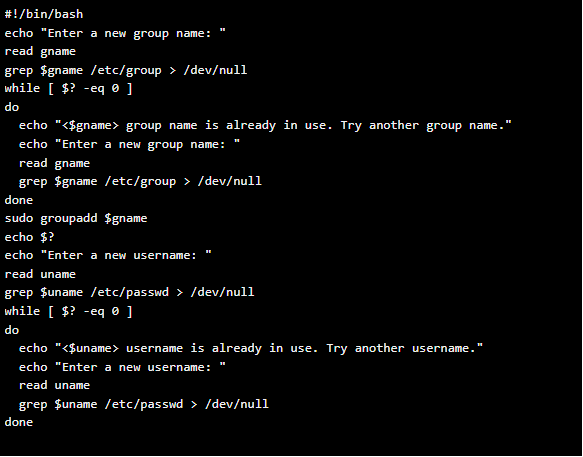 #!/bin/bash
echo "Enter a new group name: "
read gname
grep $gname /etc/group > /dev/null
while [ $? -eq 0 ]
do
  echo "<$gname> group name is already in use. Try another group name."
  echo "Enter a new group name: "
  read gname
  grep $gname /etc/group > /dev/null
done
sudo groupadd $gname
echo $?
echo "Enter a new username: "
read uname
grep $uname /etc/passwd > /dev/null
while [ $? -eq 0 ]
do
  echo "<$uname> username is already in use. Try another username."
  echo "Enter a new username: "
  read uname
  grep $uname /etc/passwd > /dev/null
done